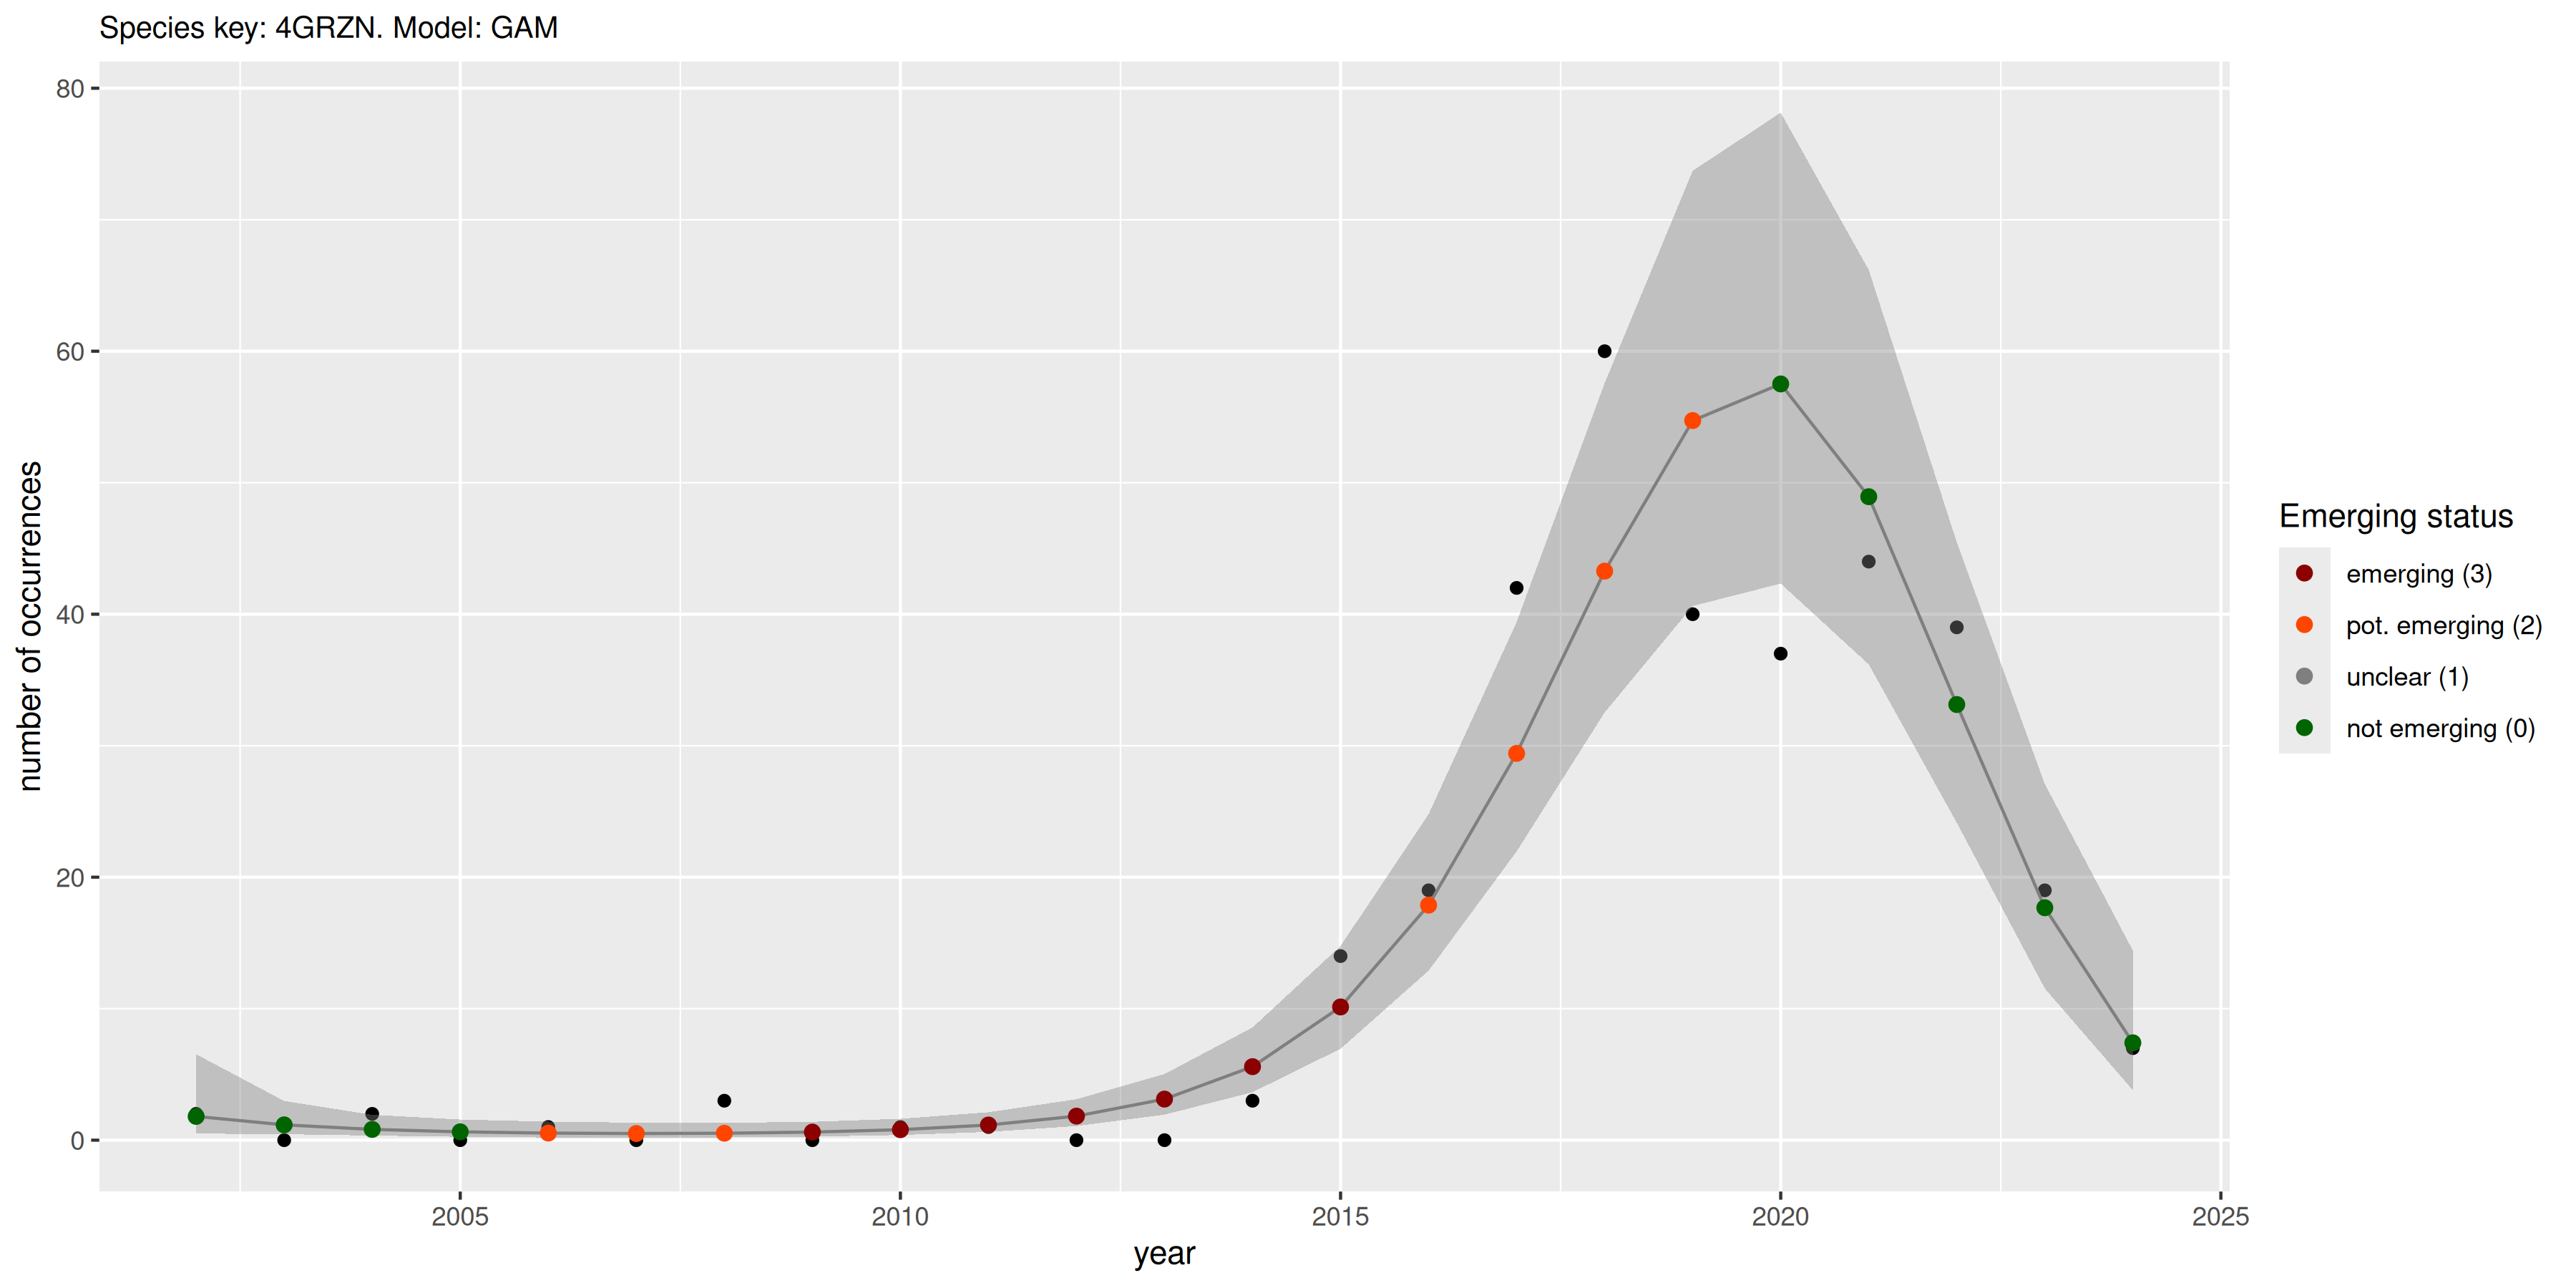 Species key: 4GRZN. Model: GAM
80
60
40
20
0
number of occurrences
2005
2010
2015
2020
2025
year
Emerging status
emerging (3)
pot. emerging (2)
unclear (1)
not emerging (0)